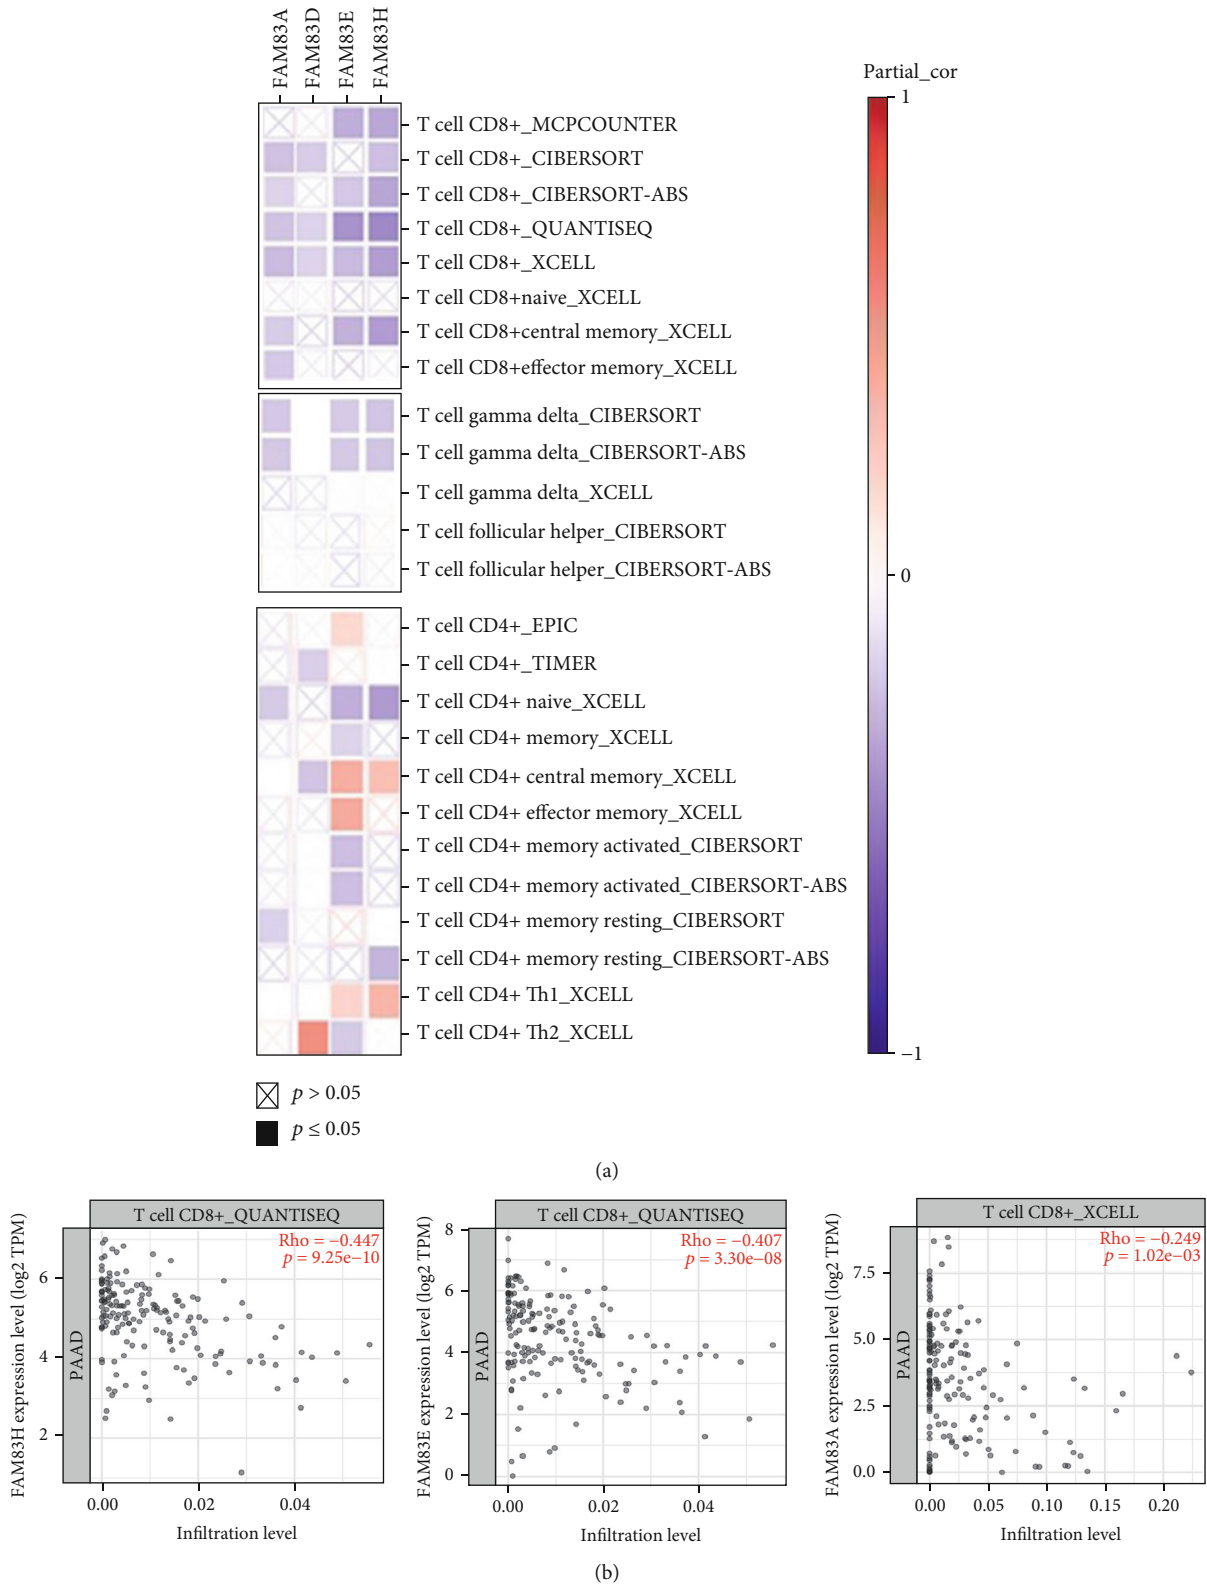 FAM83A
FAM83D
FAM83E
FAM83H
Partial_cor
1
0
−1
T cell CD8+_MCPCOUNTER
T cell CD8+_CIBERSORT
T cell CD8+_CIBERSORT-ABS
T cell CD8+_QUANTISEQ
T cell CD8+_XCELL
T cell CD8+naive_XCELL
T cell CD8+central memory_XCELL
T cell CD8+effector memory_XCELL
T cell gamma delta_CIBERSORT
T cell gamma delta_CIBERSORT-ABS
T cell gamma delta_XCELL
T cell follicular helper_CIBERSORT
T cell follicular helper_CIBERSORT-ABS
T cell CD4+_EPIC
T cell CD4+_TIMER
T cell CD4+ naive_XCELL
T cell CD4+ memory_XCELL
T cell CD4+ central memory_XCELL
T cell CD4+ effector memory_XCELL
T cell CD4+ memory activated_CIBERSORT
T cell CD4+ memory activated_CIBERSORT-ABS
T cell CD4+ memory resting_CIBERSORT
T cell CD4+ memory resting_CIBERSORT-ABS
T cell CD4+ Th1_XCELL
T cell CD4+ Th2_XCELL
p > 0.05
p ≤ 0.05
(a)
T cell CD8+_QUANTISEQ
Rho = −0.447
p = 9.25e−10
FAM83H expression level (log2 TPM)
PAAD
6
4
2
0.00 0.02 0.04
Infiltration level
T cell CD8+_QUANTISEQ
Rho = −0.407
p = 3.30e−08
FAM83E expression level (log2 TPM)
PAAD
8
6
4
2
0
0.00 0.02 0.04
Infiltration level
T cell CD8+_XCELL
Rho = −0.249
p = 1.02e−03
FAM83A expression level (log2 TPM)
PAAD
7.5
5.0
2.5
0.0
0.00 0.05 0.10 0.15 0.20
Infiltration level
(b)